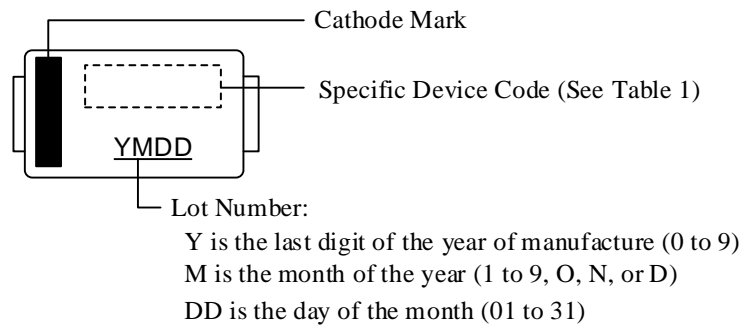 Cathode Mark
Specific Device Code (See Table 1)
YMDD
Lot Number:
Y is the last digit of the year of manufacture (0 to 9)
M is the month of the year (1 to 9, O, N, or D)
DD is the day of the month (01 to 31)